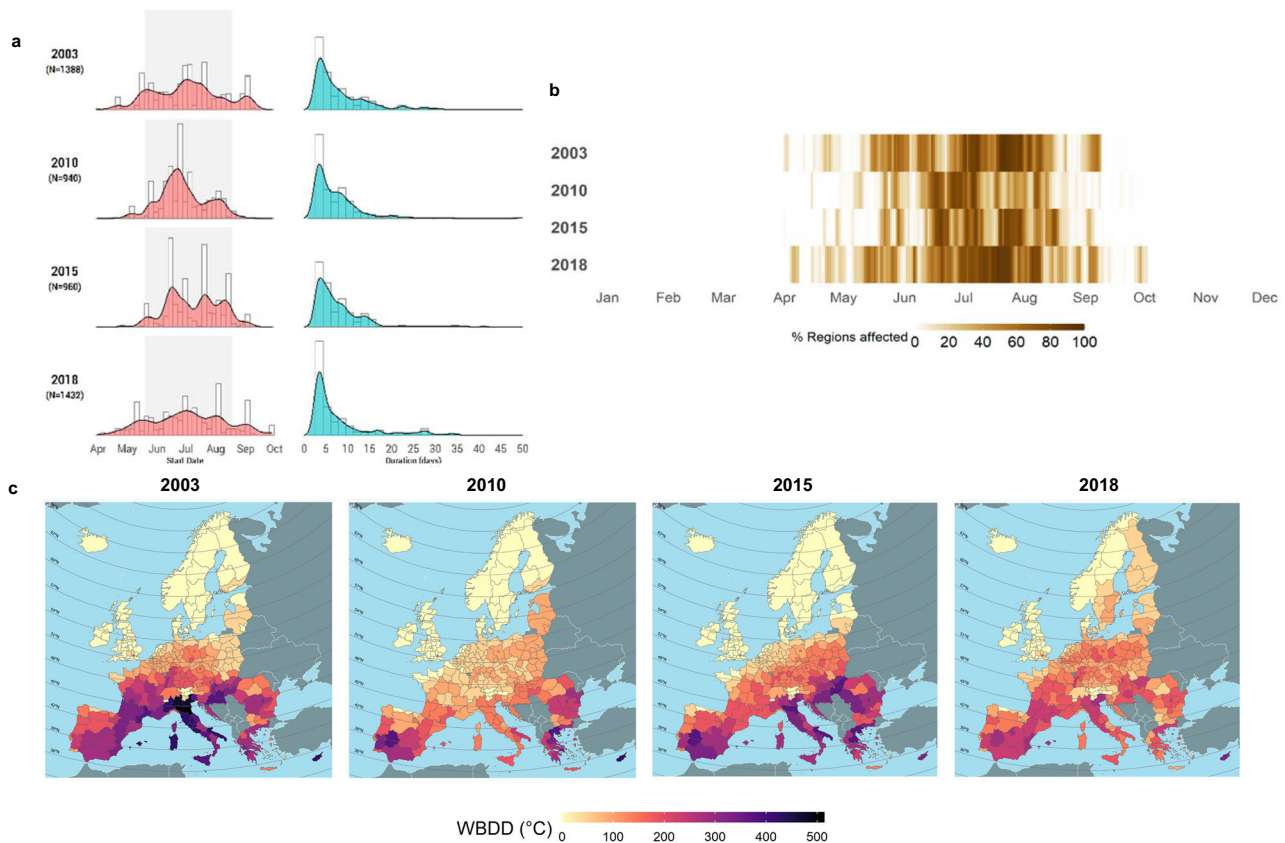 a
2003
(N=1388)
2010
(N=940)
2015
(N=960)
2018
(N=1432)
Apr May Jun Jul Aug Sep Oct
Start Date
0 5 10 15 20 25 30 35 40 45 50
Duration (days)
b
2003
2010
2015
2018
Jan Feb Mar Apr May Jun Jul Aug Sep Oct Nov Dec
% Regions affected 0 20 40 60 80 100
c
2003 2010 2015 2018
WBDD (°C) 0 100 200 300 400 500